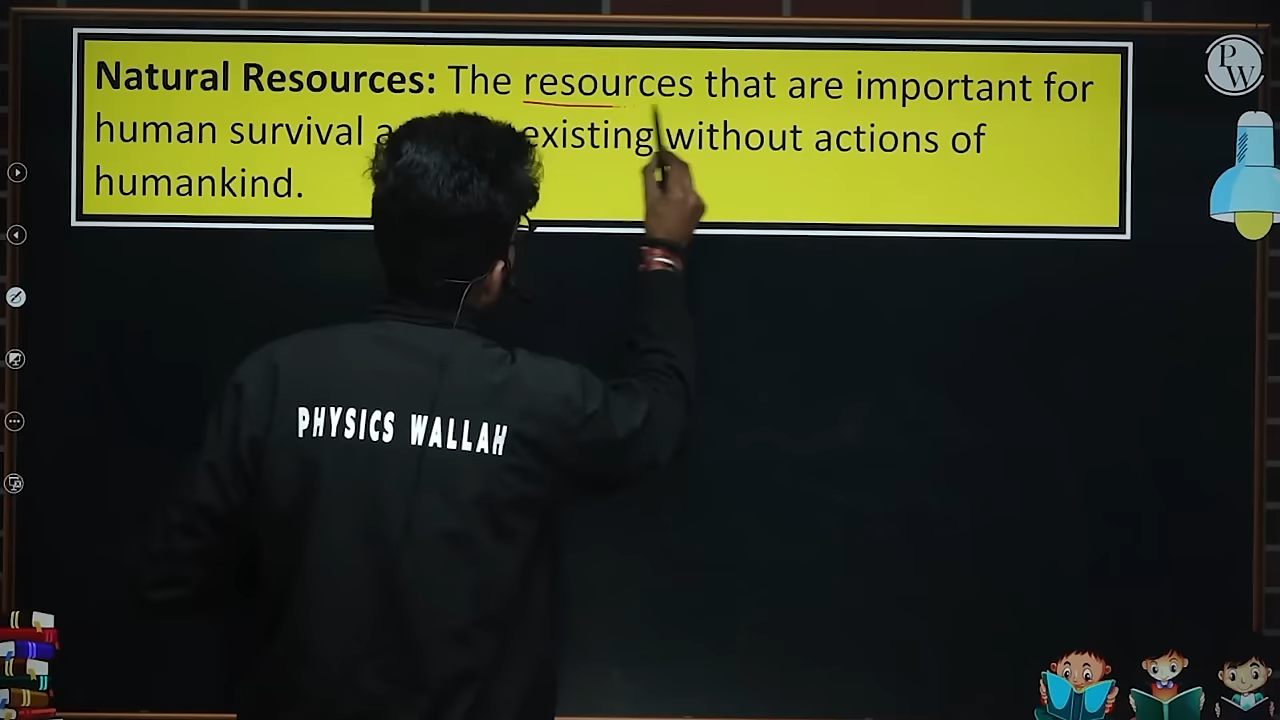 Natural Resources: The resources that are important for
human survival existing without actions of
humankind.
PHYSICS WALLAH
PW